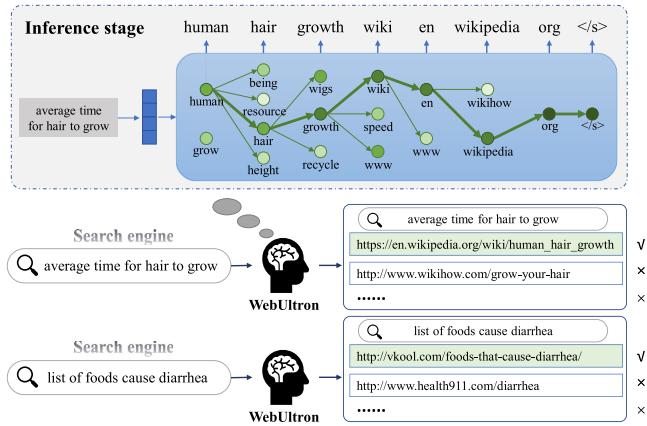 Inference stage
human hair growth wiki en wikipedia org </s>
average time
for hair to grow
human
grow
being
resource
hair
height
wigs
growth
recycle
wiki
speed
www
en
www
wikihow
wikipedia
org
</s>
Search engine
average time for hair to grow
WebUltron
average time for hair to grow
https://en.wikipedia.org/wiki/human_hair_growth √
http://www.wikihow.com/grow-your-hair ×
...... ×
Search engine
list of foods cause diarrhea
WebUltron
list of foods cause diarrhea
http://vkool.com/foods-that-cause-diarrhea/ √
http://www.health911.com/diarrhea ×
...... ×